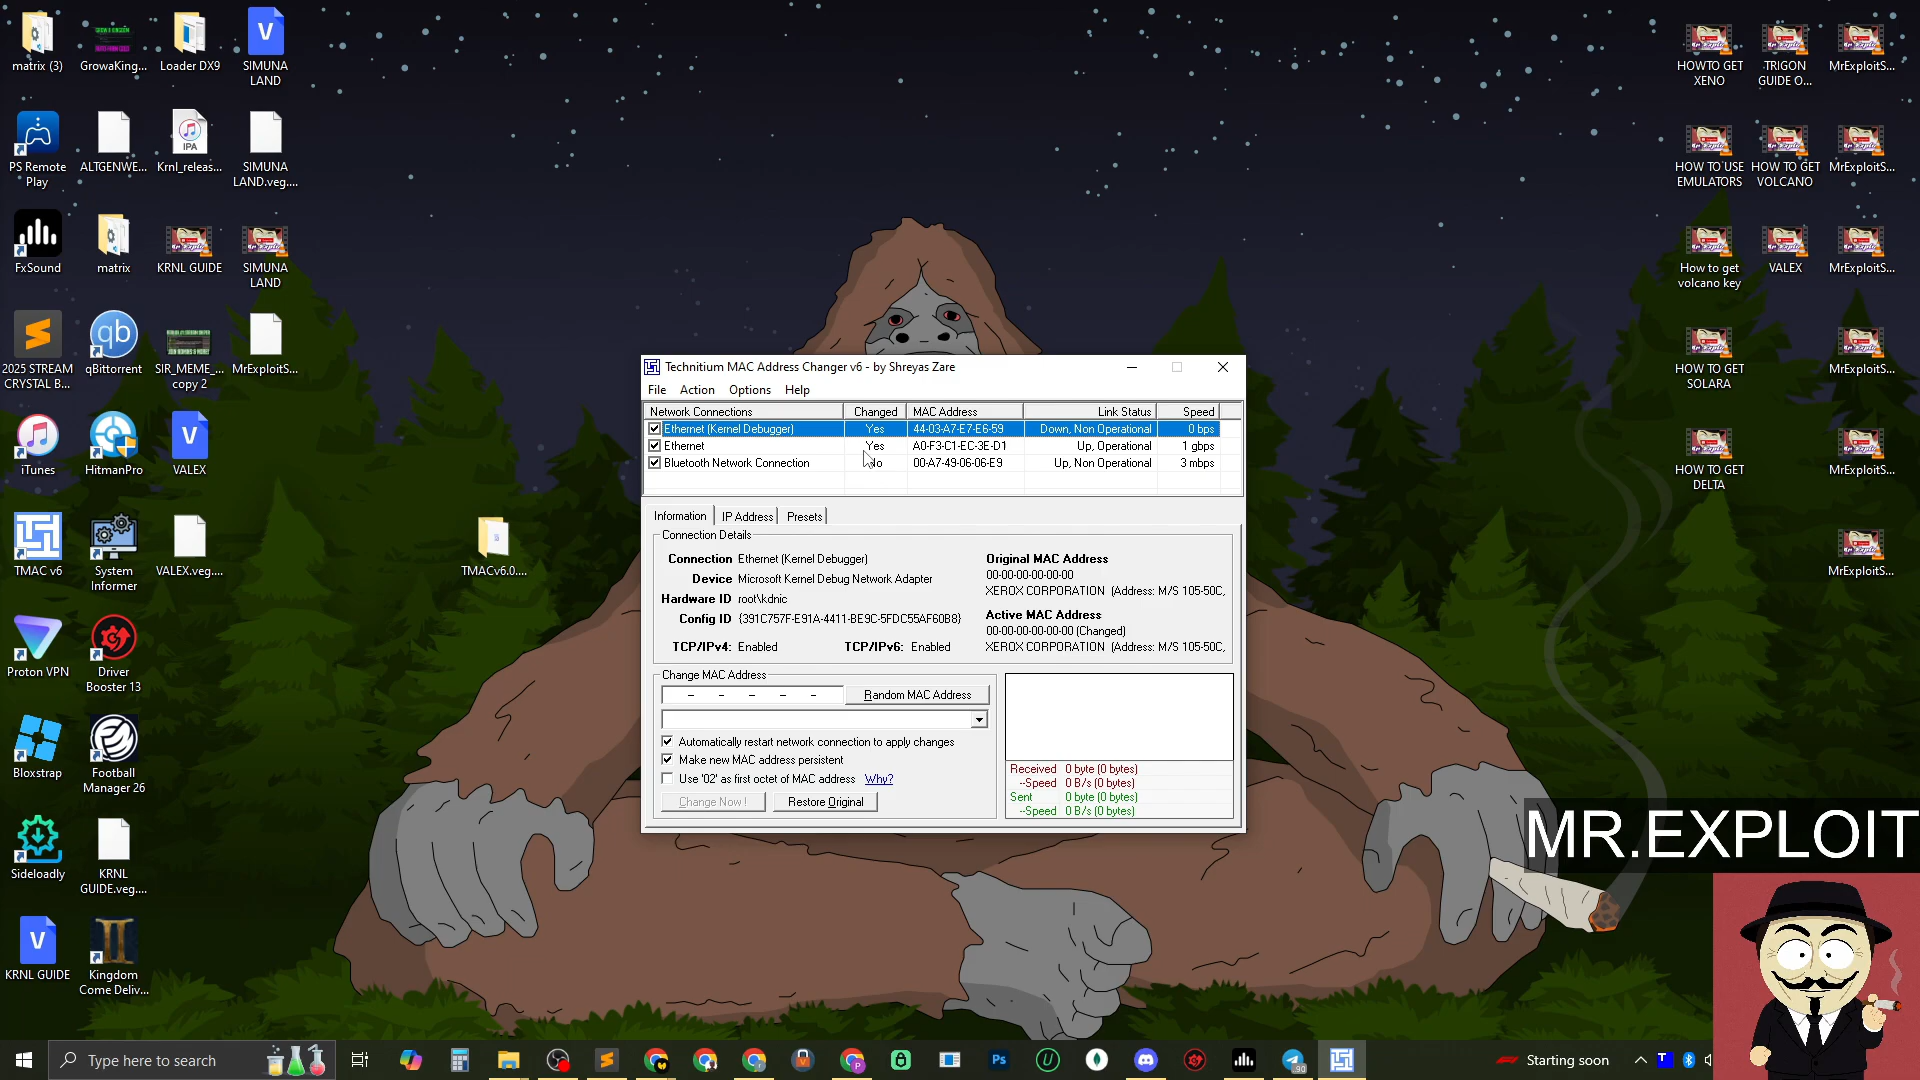 matrix (3)
GrowaKing...
Loader DX9
SIMUNA
LAND
PS Remote
Play
ALTGENWE...
IPA
Krnl_releas...
SIMUNA
LAND.veg....
FxSound
matrix
KRNL GUIDE
SIMUNA
LAND
2025 STREAM
CRYSTAL B...
qb
qBittorrent
SIR_MEME_...
copy 2
MrExploitS...
iTunes
HitmanPro
V
VALEX
TMAC v6
System
Informer
VALEX.veg....
TMACv6.0....
Proton VPN
Driver
Booster 13
Bloxstrap
Football
Manager 26
Sideloadly
KRNL
GUIDE.veg....
V
KRNL GUIDE
Kingdom
Come Deliv...
HOWTO GET
XENO
TRIGON
GUIDE O...
MrExploitS...
HOW TO USE
EMULATORS
HOW TO GET
VOLCANO
MrExploitS...
How to get
volcano key
VALEX
MrExploitS...
HOW TO GET
SOLARA
MrExploitS...
HOW TO GET
DELTA
MrExploitS...
MrExploitS...
Technitium MAC Address Changer v6 - by Shreyas Zare
File Action Options Help
Network Connections Changed MAC Address Link Status Speed
Ethernet (Kernel Debugger) Yes 44-03-A7-E7-E6-59 Down, Non Operational 0 bps
Ethernet Yes A0-F3-C1-EC-3E-D1 Up, Operational 1 gbps
Bluetooth Network Connection No 00-A7-49-06-06-E9 Up, Non Operational 3 mbps
Information IP Address Presets
Connection Details
Connection Ethernet (Kernel Debugger)
Device Microsoft Kernel Debug Network Adapter
Hardware ID root\kdnic
Config ID {391C757F-E91A-4411-BE9C-5FDC55AF60B8}
TCP/IPv4: Enabled TCP/IPv6: Enabled
Original MAC Address
00-00-00-00-00-00
XEROX CORPORATION (Address: M/S 105-50C,
Active MAC Address
00-00-00-00-00-00 (Changed)
XEROX CORPORATION (Address: M/S 105-50C,
Change MAC Address
- - - - -
Random MAC Address
Automatically restart network connection to apply changes
Make new MAC address persistent
Use '02' as first octet of MAC address Why?
Change Now !
Restore Original
Received 0 byte (0 bytes)
--Speed 0 B/s (0 bytes)
Sent 0 byte (0 bytes)
--Speed 0 B/s (0 bytes)
MR.EXPLOIT
Type here to search
Ps
Starting soon
T